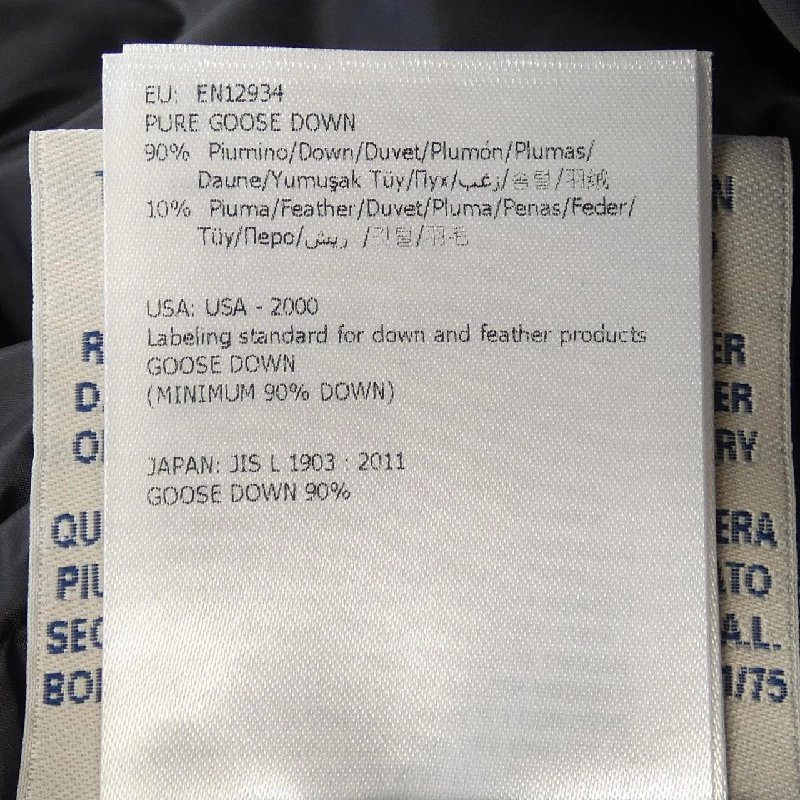 EU: EN12934
PURE GOOSE DOWN
90% Piumino/Down/Duvet/Plumón/Plumas/
Daune/Yumuşak Tüy/Пух/زغب/솜털/羽绒
10% Piuma/Feather/Duvet/Pluma/Penas/Feder/
Tüy/Перо/ريش /깃털/羽毛
USA: USA - 2000
Labeling standard for down and feather products
GOOSE DOWN
(MINIMUM 90% DOWN)
JAPAN: JIS L 1903 : 2011
GOOSE DOWN 90%